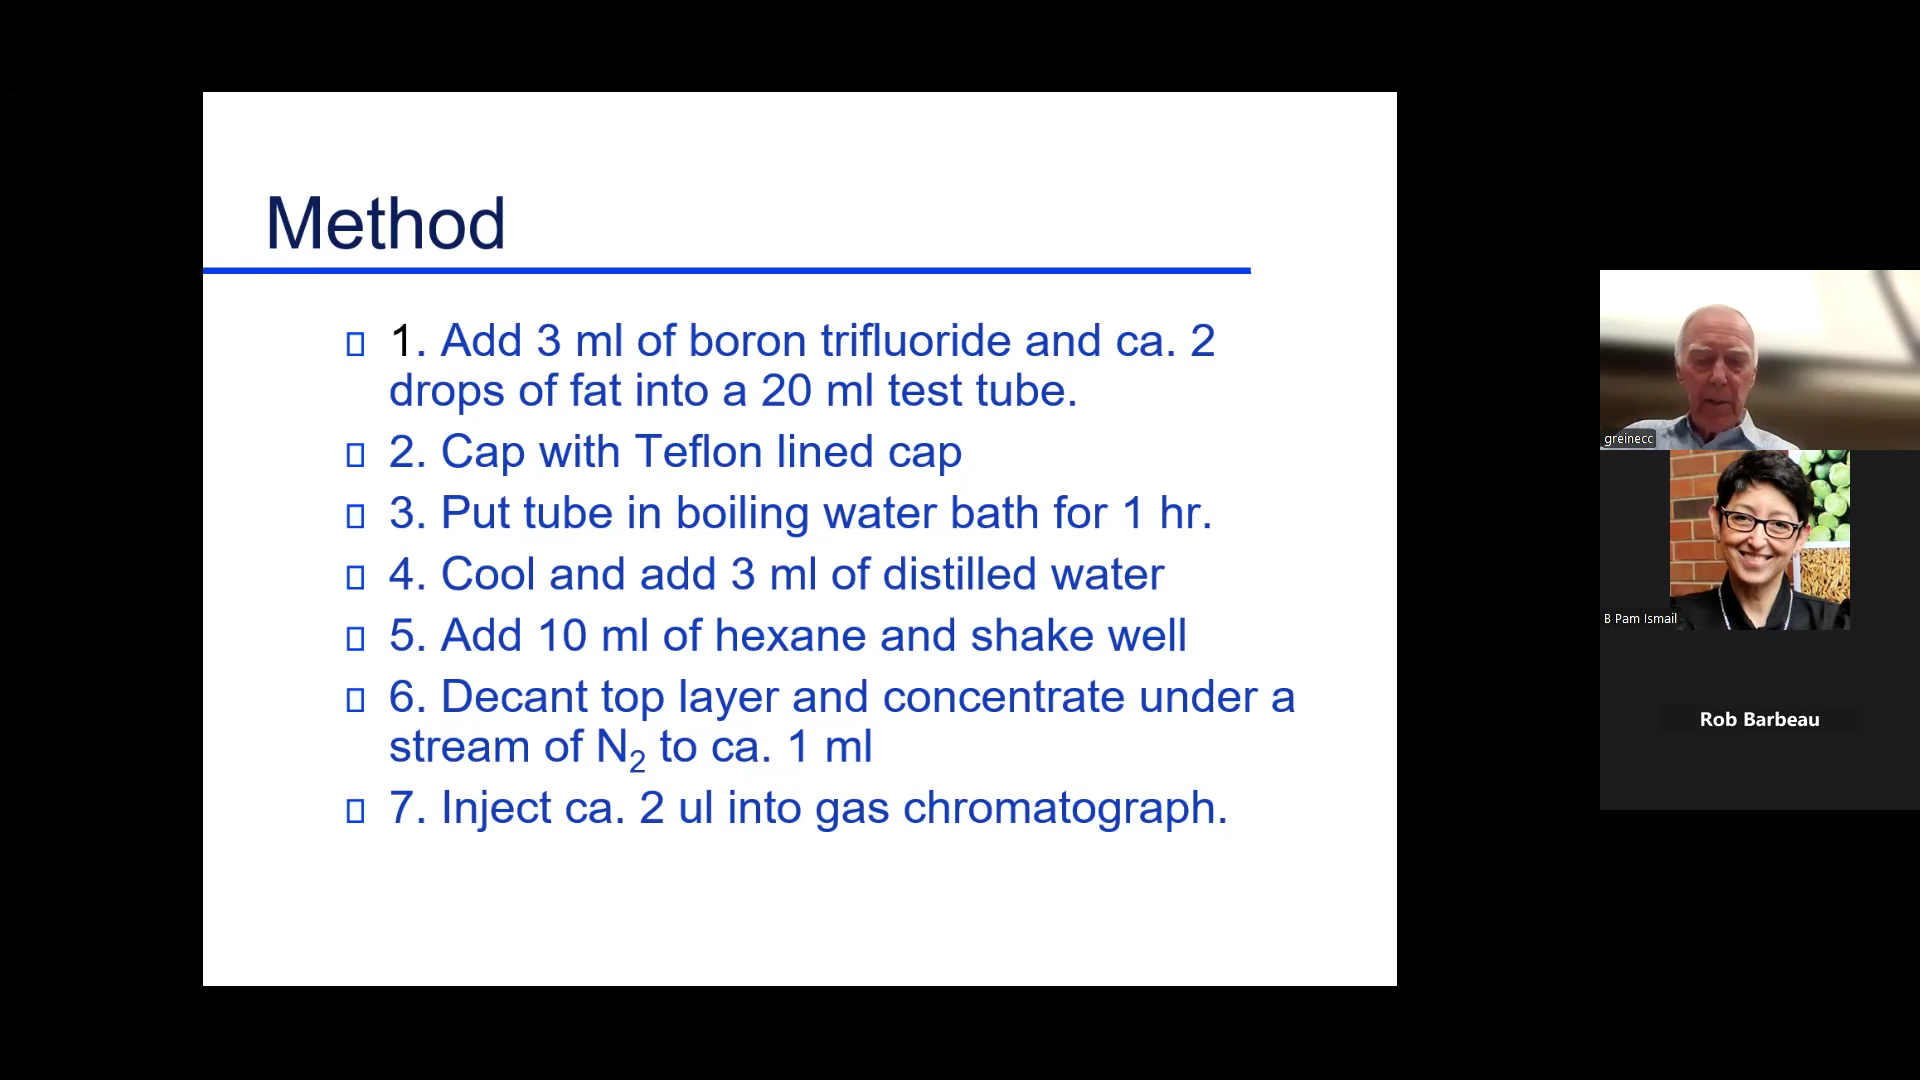 Method
1. Add 3 ml of boron trifluoride and ca. 2
drops of fat into a 20 ml test tube.
2. Cap with Teflon lined cap
3. Put tube in boiling water bath for 1 hr.
4. Cool and add 3 ml of distilled water
5. Add 10 ml of hexane and shake well
6. Decant top layer and concentrate under a
stream of N₂ to ca. 1 ml
7. Inject ca. 2 ul into gas chromatograph.
greinecc
B Pam Ismail
Rob Barbeau